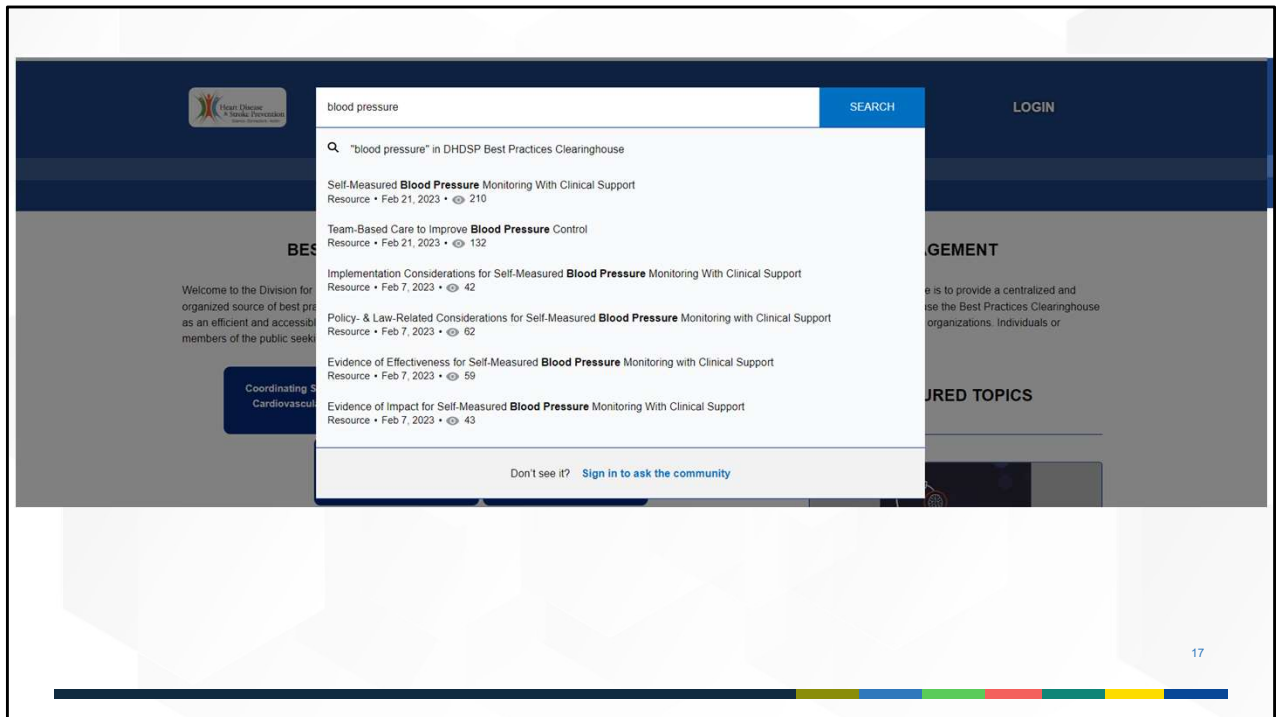 Heart Disease
& Stroke Prevention
blood pressure
SEARCH
LOGIN
"blood pressure" in DHDSP Best Practices Clearinghouse
Self-Measured Blood Pressure Monitoring With Clinical Support
Resource • Feb 21, 2023 • 210
Team-Based Care to Improve Blood Pressure Control
Resource • Feb 21, 2023 • 132
Implementation Considerations for Self-Measured Blood Pressure Monitoring With Clinical Support
Resource • Feb 7, 2023 • 42
Policy- & Law-Related Considerations for Self-Measured Blood Pressure Monitoring with Clinical Support
Resource • Feb 7, 2023 • 62
Evidence of Effectiveness for Self-Measured Blood Pressure Monitoring with Clinical Support
Resource • Feb 7, 2023 • 59
Evidence of Impact for Self-Measured Blood Pressure Monitoring With Clinical Support
Resource • Feb 7, 2023 • 43
Don't see it? Sign in to ask the community
BES
Welcome to the Division for
organized source of best pra
as an efficient and accessibl
members of the public seeki
Coordinating S
Cardiovascul
GEMENT
e is to provide a centralized and
se the Best Practices Clearinghouse
organizations. Individuals or
URED TOPICS
17